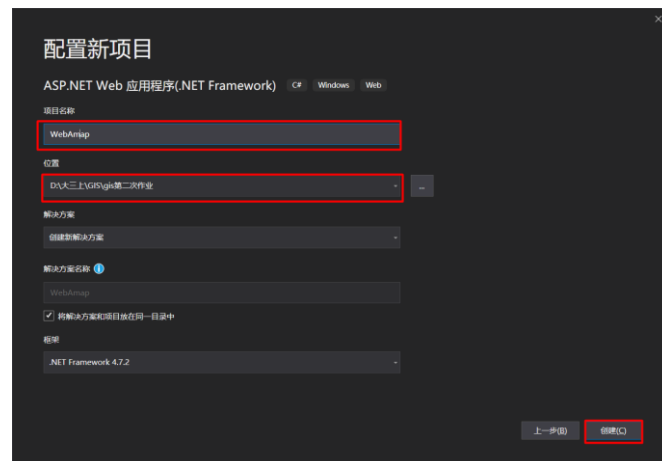 配置新项目
ASP.NET Web 应用程序(.NET Framework) C# Windows Web
项目名称
WebAmap
位置
D:\大三上\GIS\gis第二次作业
...
解决方案
创建新解决方案
解决方案名称
WebAmap
将解决方案和项目放在同一目录中
框架
.NET Framework 4.7.2
上一步(B) 创建(C)